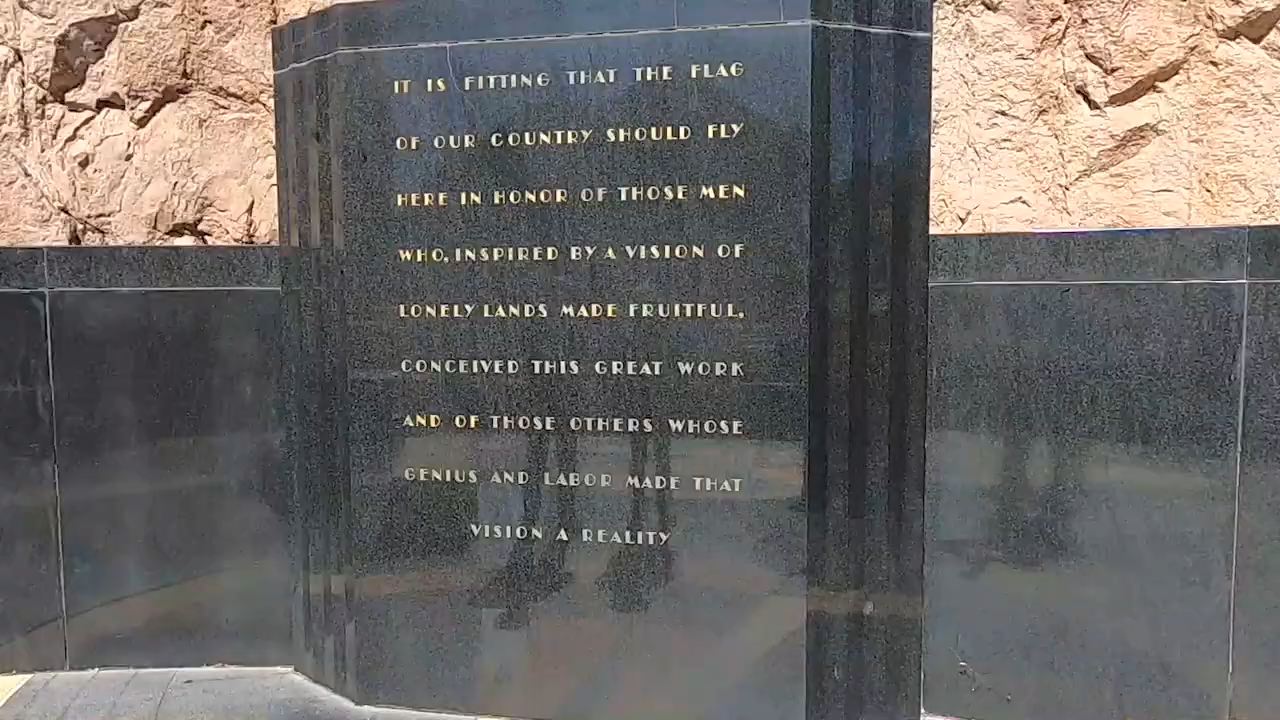 IT IS FITTING THAT THE FLAG
OF OUR COUNTRY SHOULD FLY
HERE IN HONOR OF THOSE MEN
WHO, INSPIRED BY A VISION OF
LONELY LANDS MADE FRUITFUL,
CONCEIVED THIS GREAT WORK
AND OF THOSE OTHERS WHOSE
GENIUS AND LABOR MADE THAT
VISION A REALITY